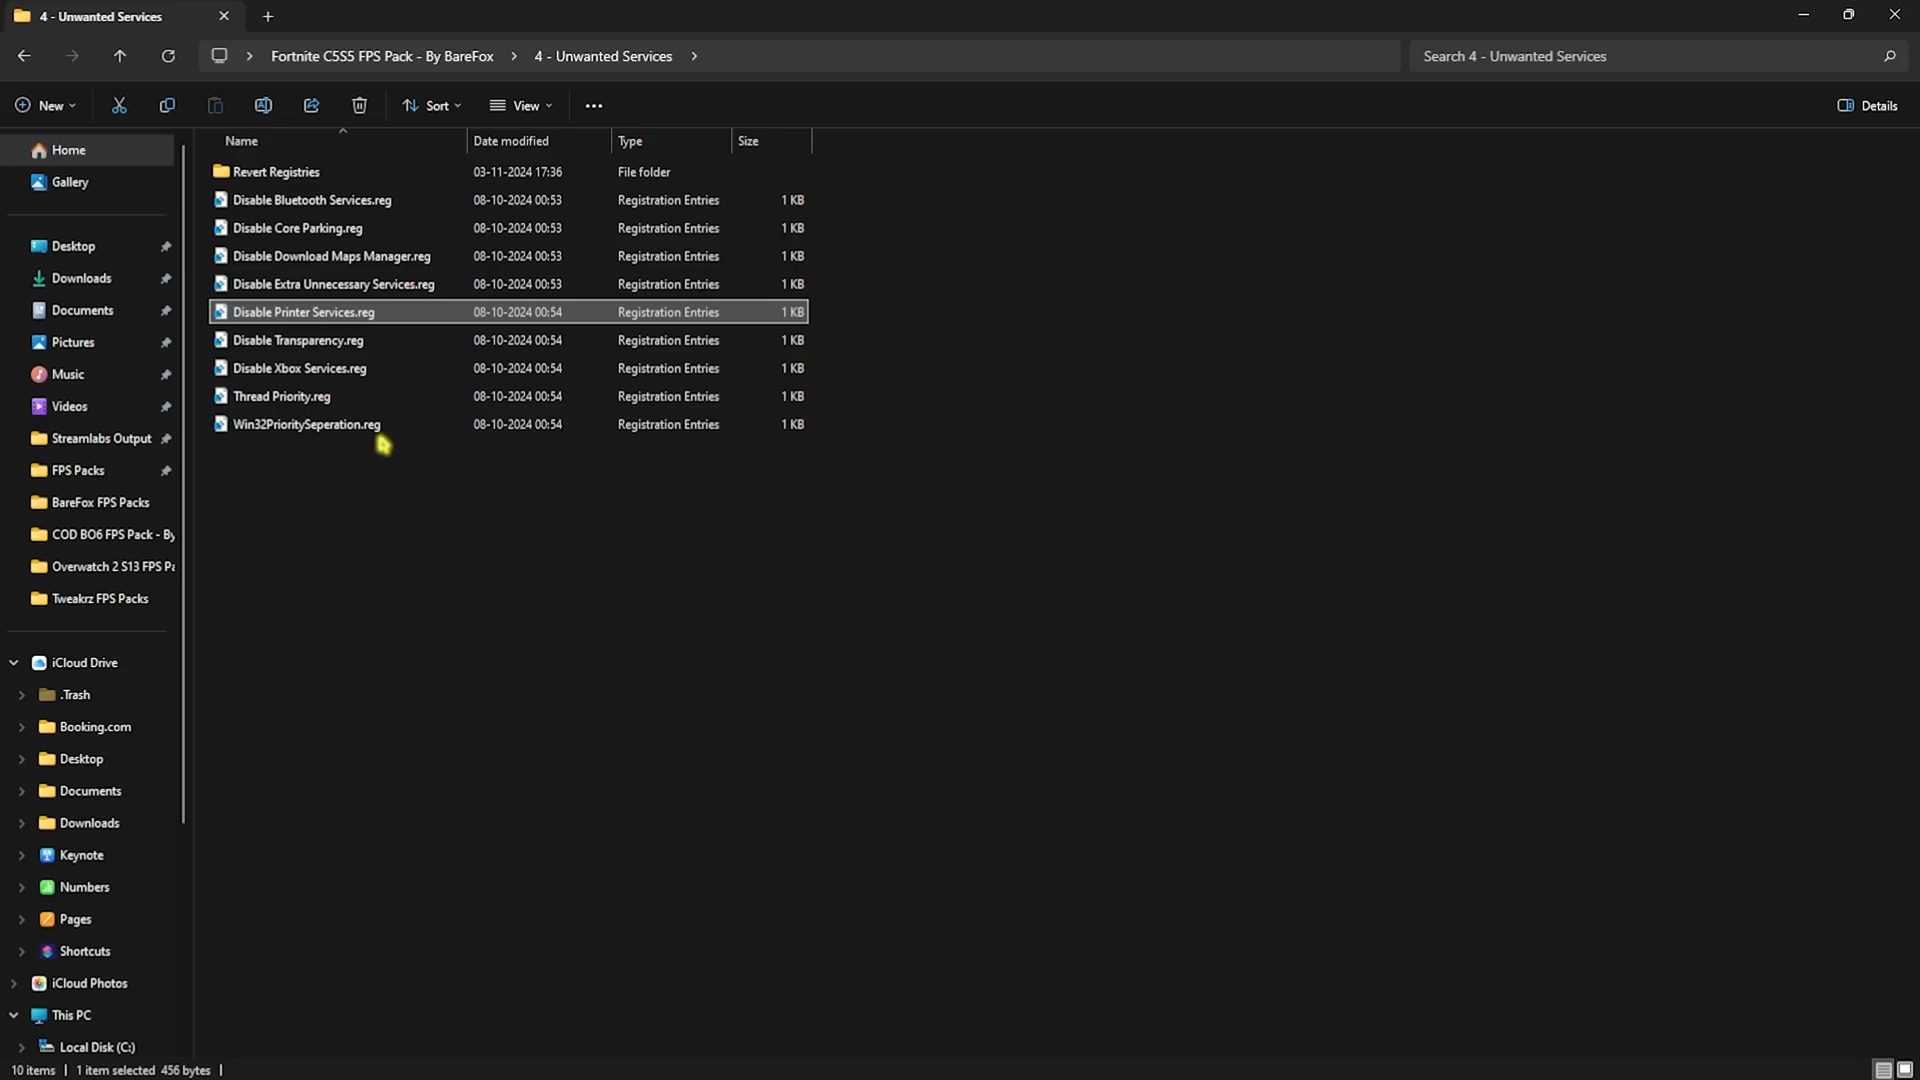 4 - Unwanted Services
Fortnite C5S5 FPS Pack - By BareFox > 4 - Unwanted Services >
Search 4 - Unwanted Services
New
Sort
View
Details
Name Date modified Type Size
Home
Gallery
Desktop
Downloads
Documents
Pictures
Music
Videos
Streamlabs Output
FPS Packs
BareFox FPS Packs
COD BO6 FPS Pack - By
Overwatch 2 S13 FPS Pa
Tweakrz FPS Packs
iCloud Drive
.Trash
Booking.com
Desktop
Documents
Downloads
Keynote
Numbers
Pages
Shortcuts
iCloud Photos
This PC
Local Disk (C:)
Revert Registries 03-11-2024 17:36 File folder
Disable Bluetooth Services.reg 08-10-2024 00:53 Registration Entries 1 KB
Disable Core Parking.reg 08-10-2024 00:53 Registration Entries 1 KB
Disable Download Maps Manager.reg 08-10-2024 00:53 Registration Entries 1 KB
Disable Extra Unnecessary Services.reg 08-10-2024 00:53 Registration Entries 1 KB
Disable Printer Services.reg 08-10-2024 00:54 Registration Entries 1 KB
Disable Transparency.reg 08-10-2024 00:54 Registration Entries 1 KB
Disable Xbox Services.reg 08-10-2024 00:54 Registration Entries 1 KB
Thread Priority.reg 08-10-2024 00:54 Registration Entries 1 KB
Win32PrioritySeperation.reg 08-10-2024 00:54 Registration Entries 1 KB
10 items | 1 item selected 456 bytes |